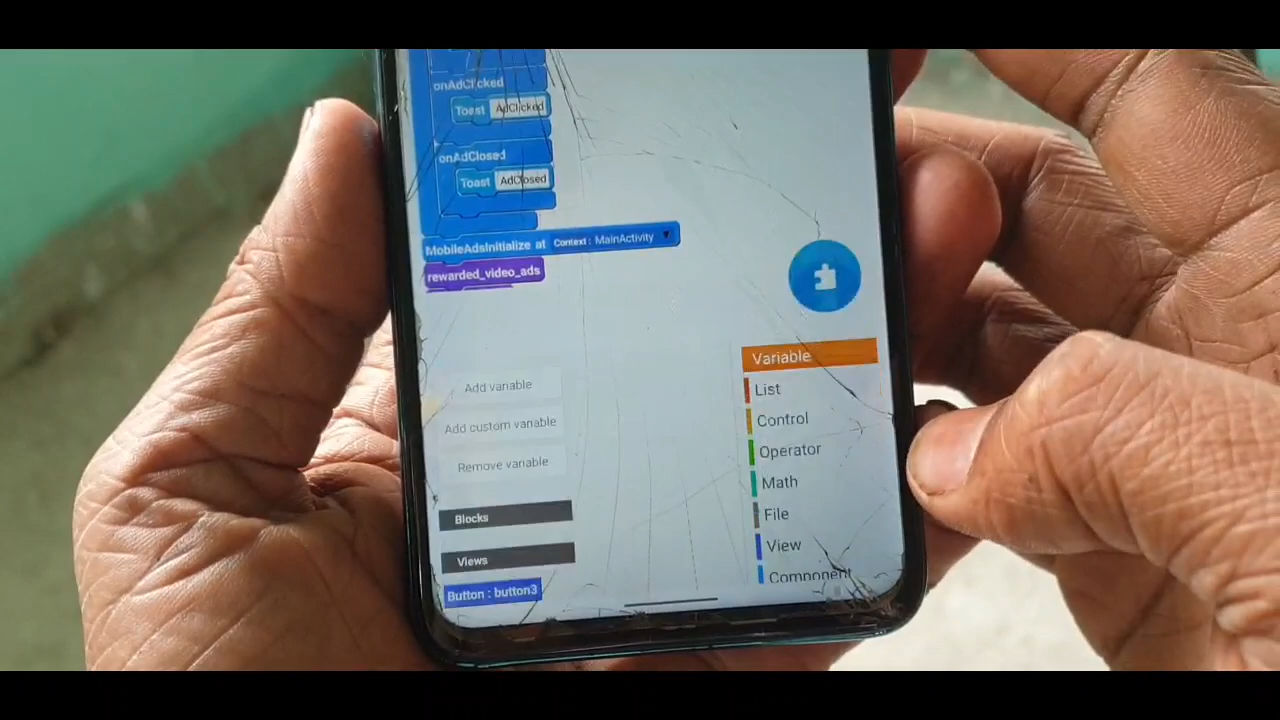 onAdClicked
Toast AdClicked
onAdClosed
Toast AdClosed
MobileAdsInitialize at Context : MainActivity
rewarded_video_ads
Variable
List
Control
Operator
Math
File
View
Component
Add variable
Add custom variable
Remove variable
Blocks
Views
Button : button3